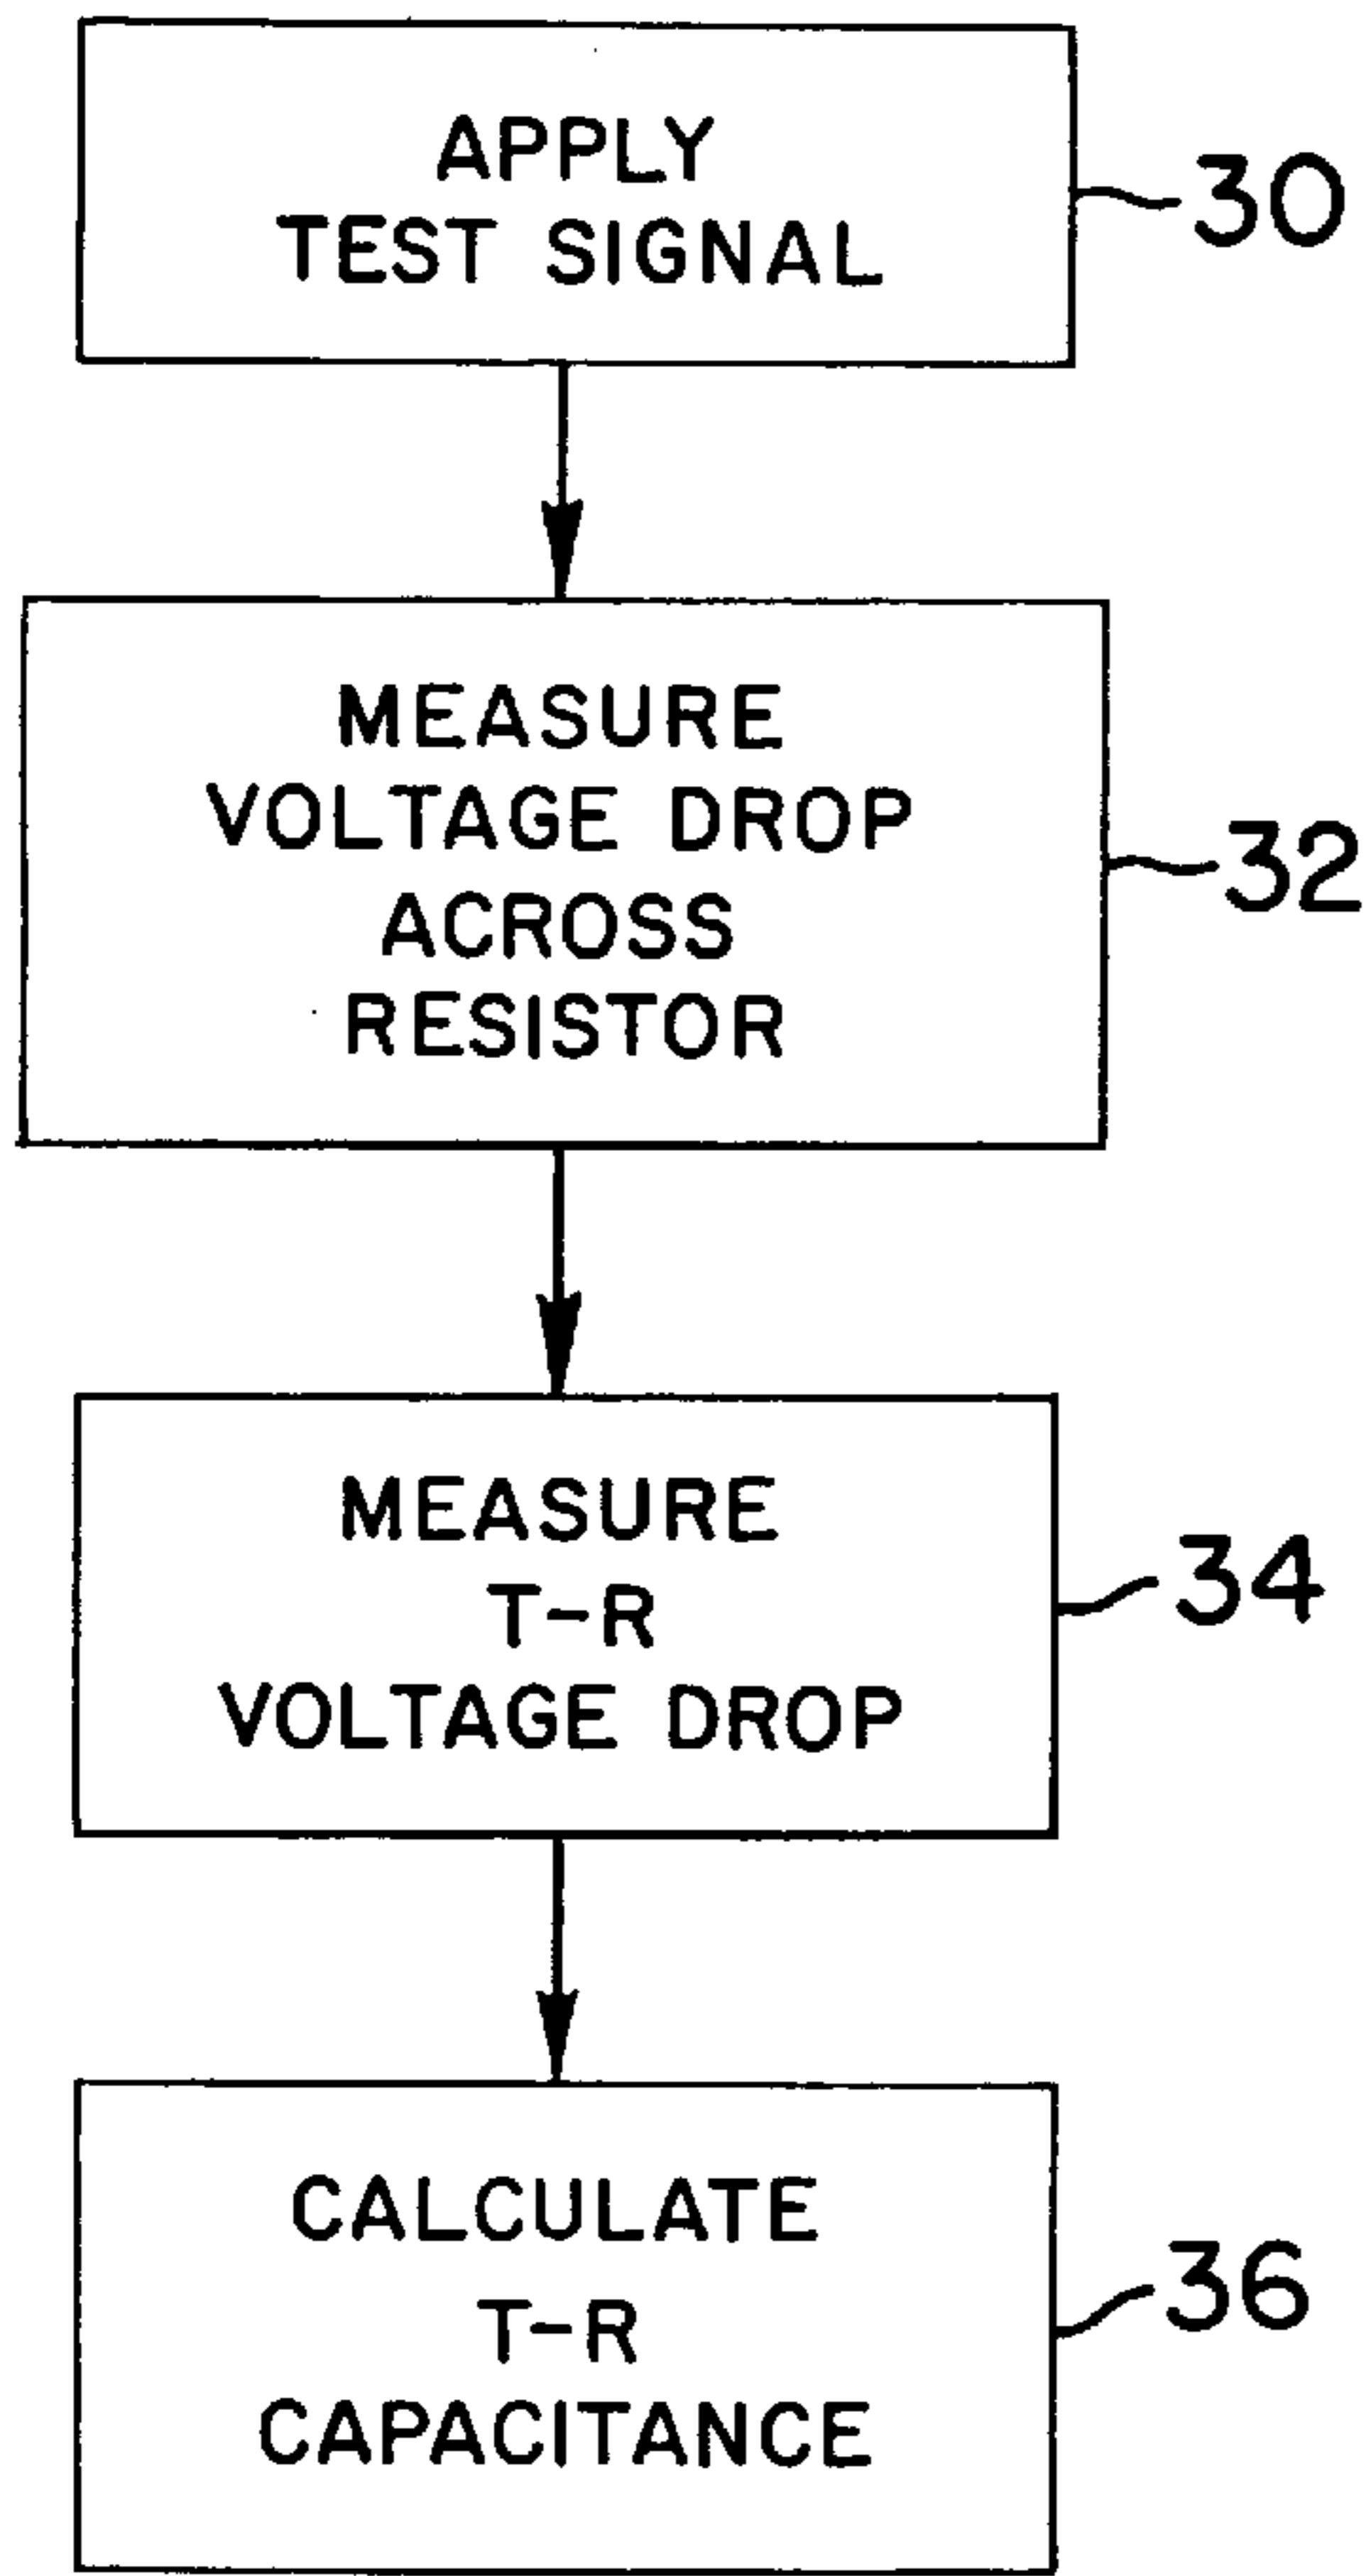 APPLY
TEST SIGNAL
30
MEASURE
VOLTAGE DROP
ACROSS
RESISTOR
32
MEASURE
T-R
VOLTAGE DROP
34
CALCULATE
T-R
CAPACITANCE
36